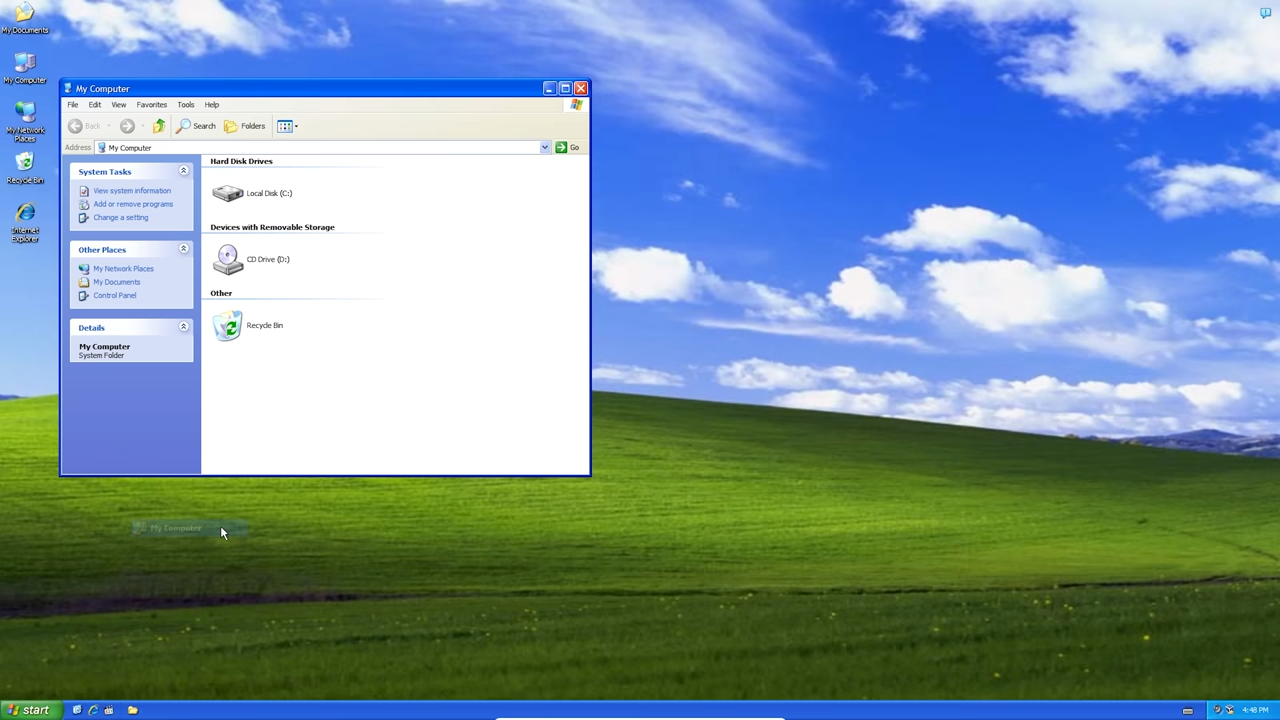 My Documents
My Computer
My Network
Places
Recycle Bin
Internet
Explorer
My Computer
File Edit View Favorites Tools Help
Back Search Folders
Address My Computer Go
System Tasks
View system information
Add or remove programs
Change a setting
Other Places
My Network Places
My Documents
Control Panel
Details
My Computer
System Folder
Hard Disk Drives
Local Disk (C:)
Devices with Removable Storage
CD Drive (D:)
Other
Recycle Bin
My Computer
start
4:48 PM